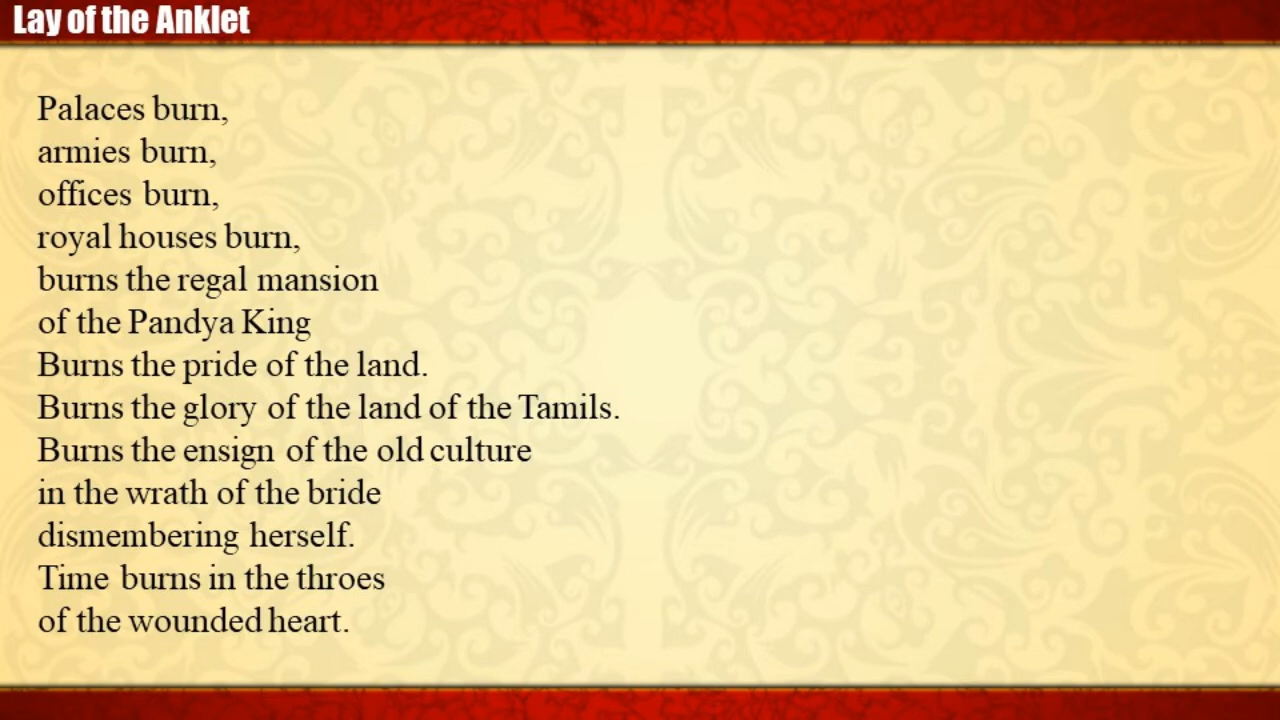 Lay of the Anklet
Palaces burn,
armies burn,
offices burn,
royal houses burn,
burns the regal mansion
of the Pandya King
Burns the pride of the land.
Burns the glory of the land of the Tamils.
Burns the ensign of the old culture
in the wrath of the bride
dismembering herself.
Time burns in the throes
of the wounded heart.